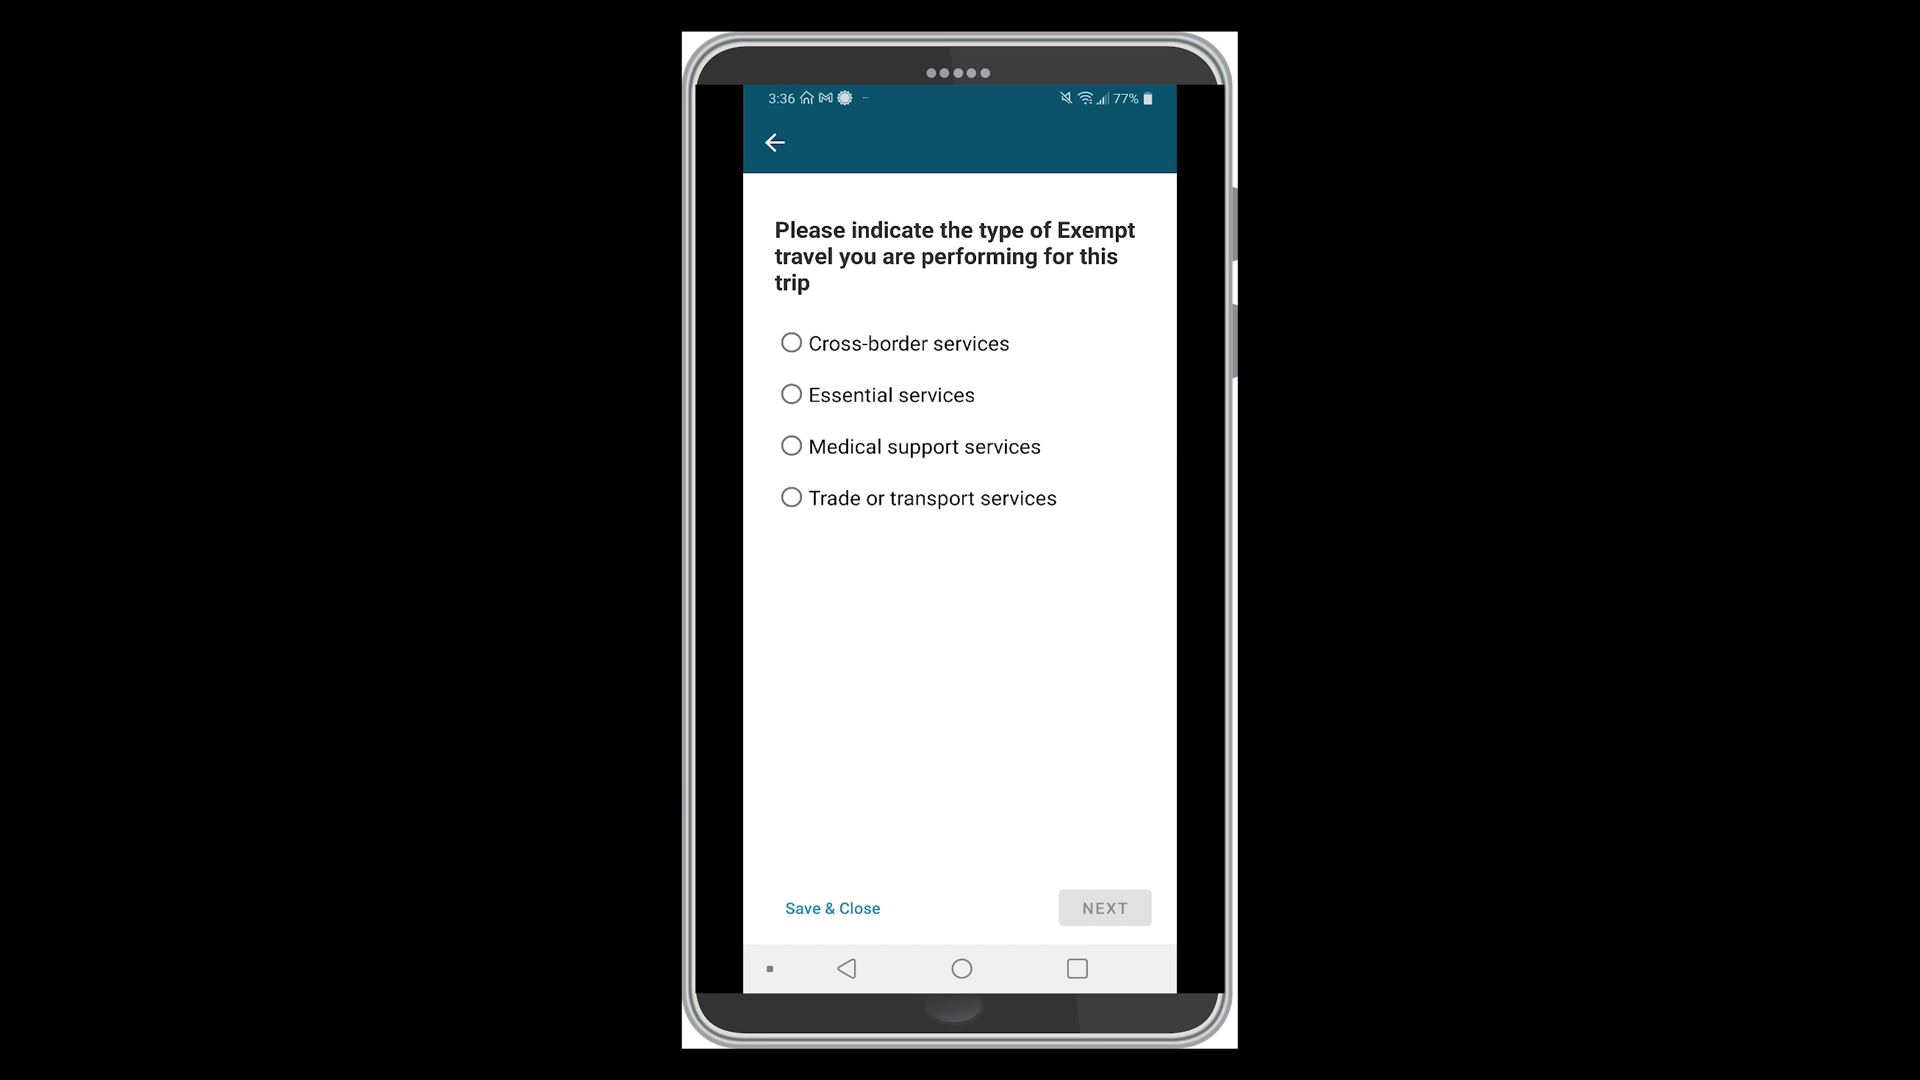 3:36 77%
Please indicate the type of Exempt
travel you are performing for this
trip
Cross-border services
Essential services
Medical support services
Trade or transport services
Save & Close NEXT